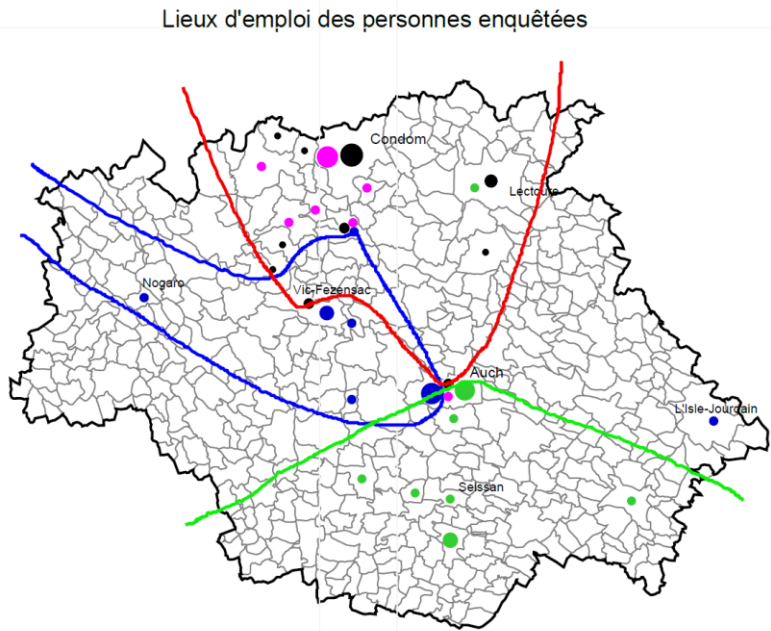 Lieux d'emploi des personnes enquêtées
Condom
Lectoure
Nogaro
Vic-Fezensac
Auch
L'Isle-Jourdain
Seissan